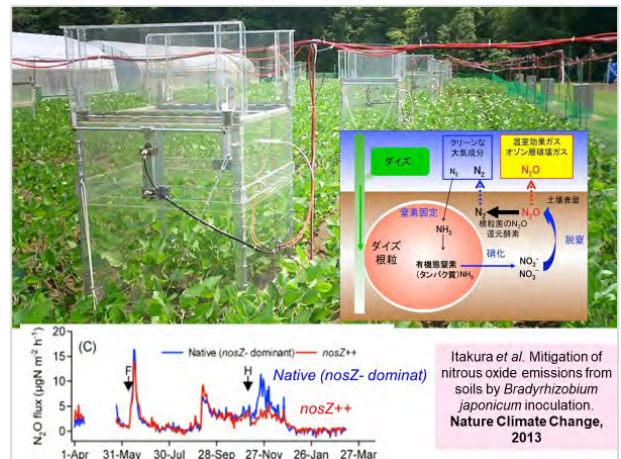 クリーンな
大気成分
温室効果ガス
オゾン層破壊ガス
ダイズ
N₂
N₂
N₂O
土壌表面
窒素固定
N₂
N₂O
根粒菌のN₂O
還元酵素
脱窒
NH₃
ダイズ
根粒
硝化
有機態窒素
(タンパク質)NH₃
NO₂⁻
NO₃⁻
(C)
Native (nosZ- dominant)
nosZ++
Native (nosZ- dominat)
nosZ++
F
H
N₂O flux (µgN m⁻² h⁻¹)
20
15
10
5
0
1-Apr
31-May
30-Jul
28-Sep
27-Nov
26-Jan
27-Mar
Itakura et al. Mitigation of
nitrous oxide emissions from
soils by Bradyrhizobium
japonicum inoculation.
Nature Climate Change,
2013